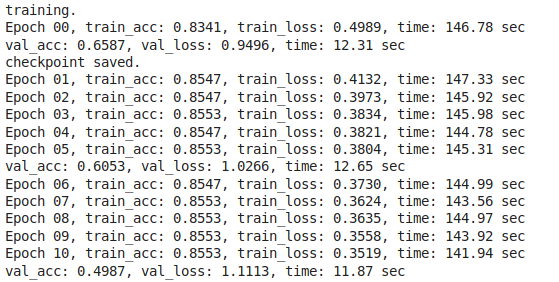 training.
Epoch 00, train_acc: 0.8341, train_loss: 0.4989, time: 146.78 sec
val_acc: 0.6587, val_loss: 0.9496, time: 12.31 sec
checkpoint saved.
Epoch 01, train_acc: 0.8547, train_loss: 0.4132, time: 147.33 sec
Epoch 02, train_acc: 0.8547, train_loss: 0.3973, time: 145.92 sec
Epoch 03, train_acc: 0.8553, train_loss: 0.3834, time: 145.98 sec
Epoch 04, train_acc: 0.8547, train_loss: 0.3821, time: 144.78 sec
Epoch 05, train_acc: 0.8553, train_loss: 0.3804, time: 145.31 sec
val_acc: 0.6053, val_loss: 1.0266, time: 12.65 sec
Epoch 06, train_acc: 0.8547, train_loss: 0.3730, time: 144.99 sec
Epoch 07, train_acc: 0.8553, train_loss: 0.3624, time: 143.56 sec
Epoch 08, train_acc: 0.8553, train_loss: 0.3635, time: 144.97 sec
Epoch 09, train_acc: 0.8553, train_loss: 0.3558, time: 143.92 sec
Epoch 10, train_acc: 0.8553, train_loss: 0.3519, time: 141.94 sec
val_acc: 0.4987, val_loss: 1.1113, time: 11.87 sec